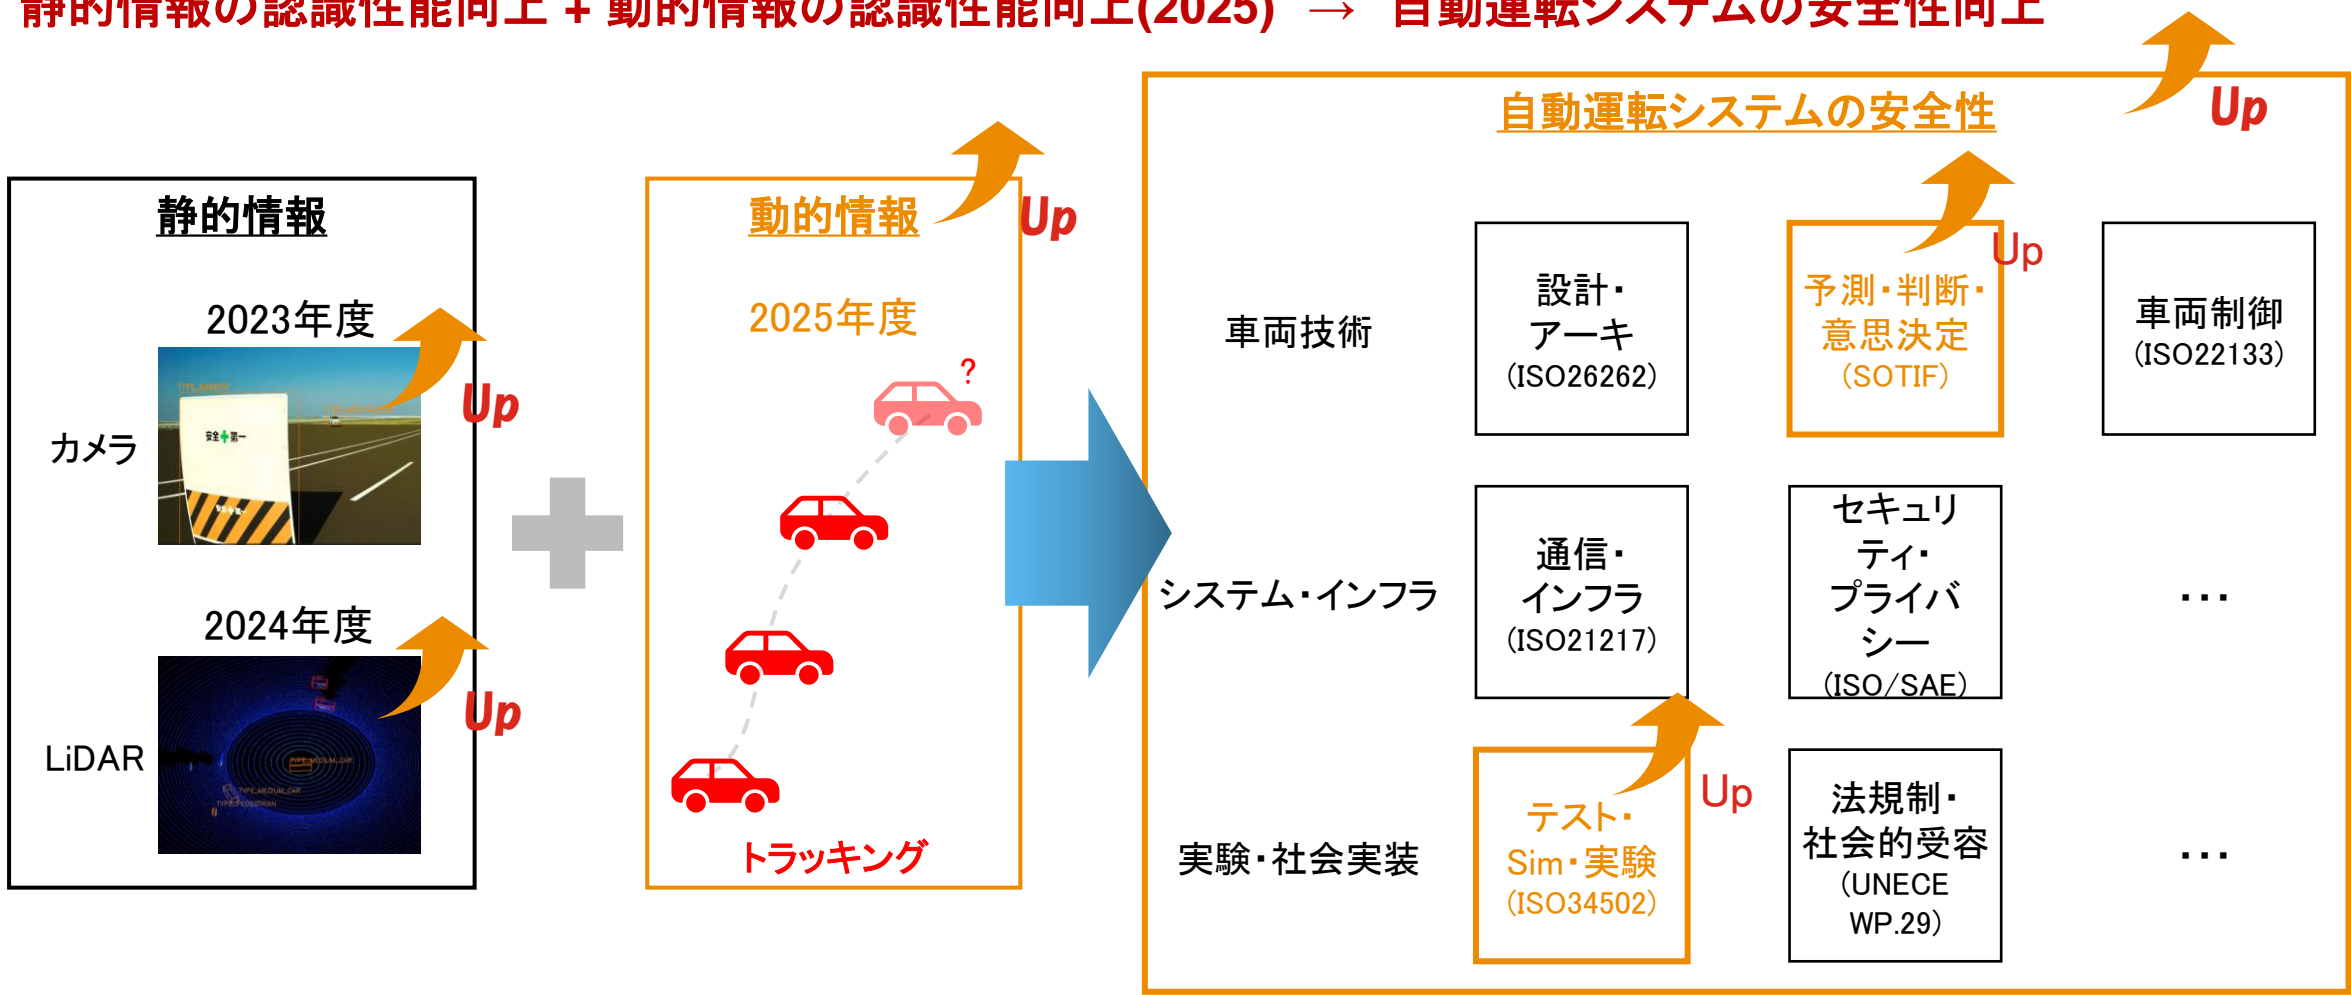 静的情報の認識性能向上 + 動的情報の認識性能向上(2025) → 自動運転システムの安全性向上
静的情報
2023年度
Up
カメラ
安全 第一
2024年度
Up
LiDAR
TYPE_MEDIUM_CAR
TYPE_MEDIUM_CAR
TYPE_PEDESTRIAN
動的情報
Up
2025年度
?
トラッキング
自動運転システムの安全性
Up
車両技術
設計・
アーキ
(ISO26262)
予測・判断・
意思決定
(SOTIF)
Up
車両制御
(ISO22133)
システム・インフラ
通信・
インフラ
(ISO21217)
セキュリ
ティ・
プライバ
シー
(ISO/SAE)
・・・
実験・社会実装
テスト・
Sim・実験
(ISO34502)
Up
法規制・
社会的受容
(UNECE
WP.29)
・・・